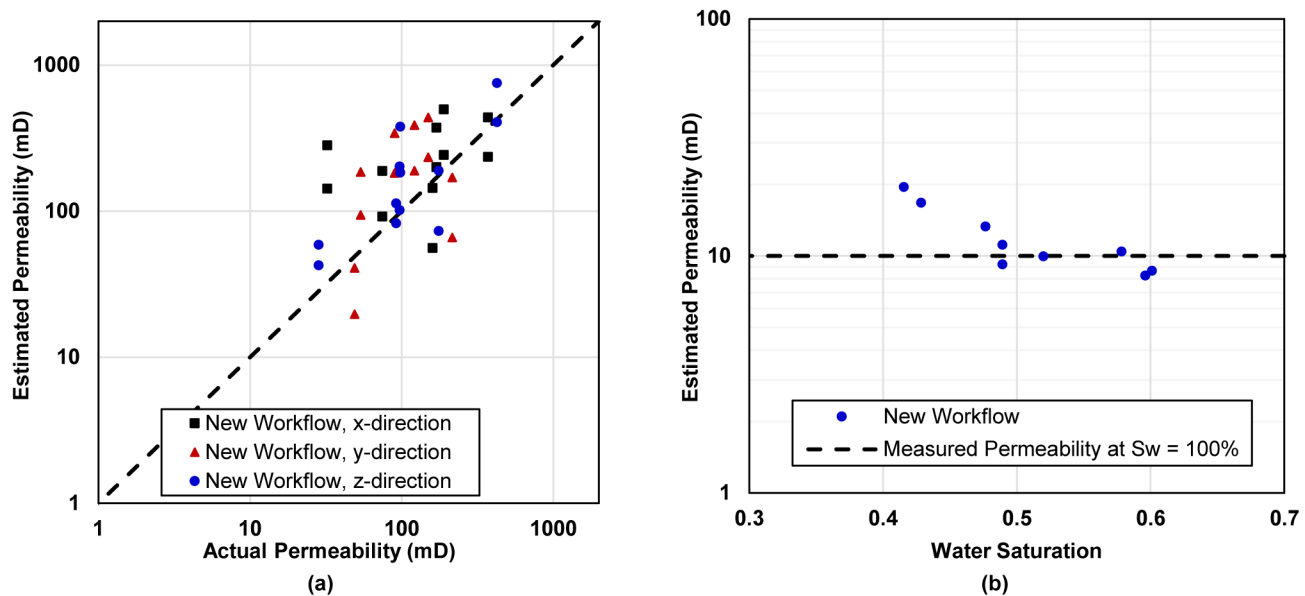 1000
100
10
1
Estimated Permeability (mD)
New Workflow, x-direction
New Workflow, y-direction
New Workflow, z-direction
1 10 100 1000
Actual Permeability (mD)
(a)
100
10
1
Estimated Permeability (mD)
New Workflow
Measured Permeability at Sw = 100%
0.3 0.4 0.5 0.6 0.7
Water Saturation
(b)